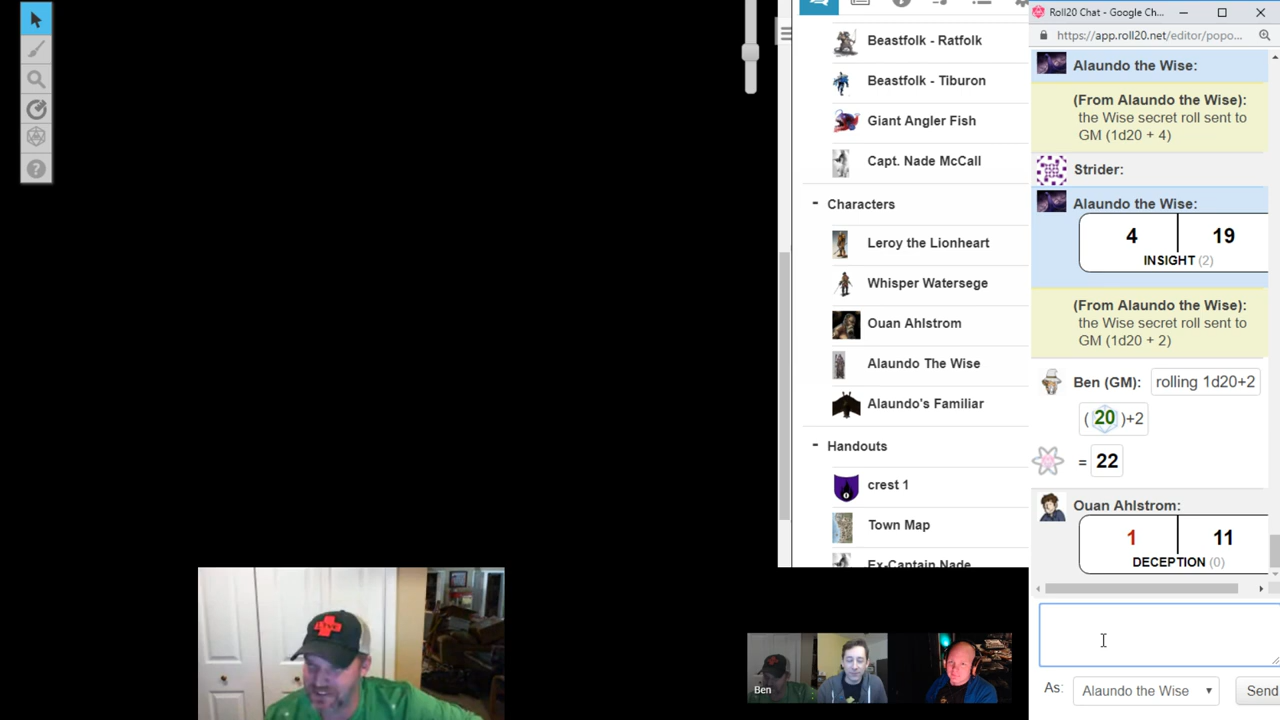 Roll20 Chat - Google Ch...
https://app.roll20.net/editor/popo...
Beastfolk - Ratfolk
Beastfolk - Tiburon
Giant Angler Fish
Capt. Nade McCall
- Characters
Leroy the Lionheart
Whisper Watersege
Ouan Ahlstrom
Alaundo The Wise
Alaundo's Familiar
- Handouts
crest 1
Town Map
Ex-Captain Nade
Alaundo the Wise:
(From Alaundo the Wise):
the Wise secret roll sent to
GM (1d20 + 4)
Strider:
Alaundo the Wise:
4 19
INSIGHT (2)
(From Alaundo the Wise):
the Wise secret roll sent to
GM (1d20 + 2)
Ben (GM): rolling 1d20+2
(20)+2
= 22
Ouan Ahlstrom:
1 11
DECEPTION (0)
As: Alaundo the Wise
Send
Ben